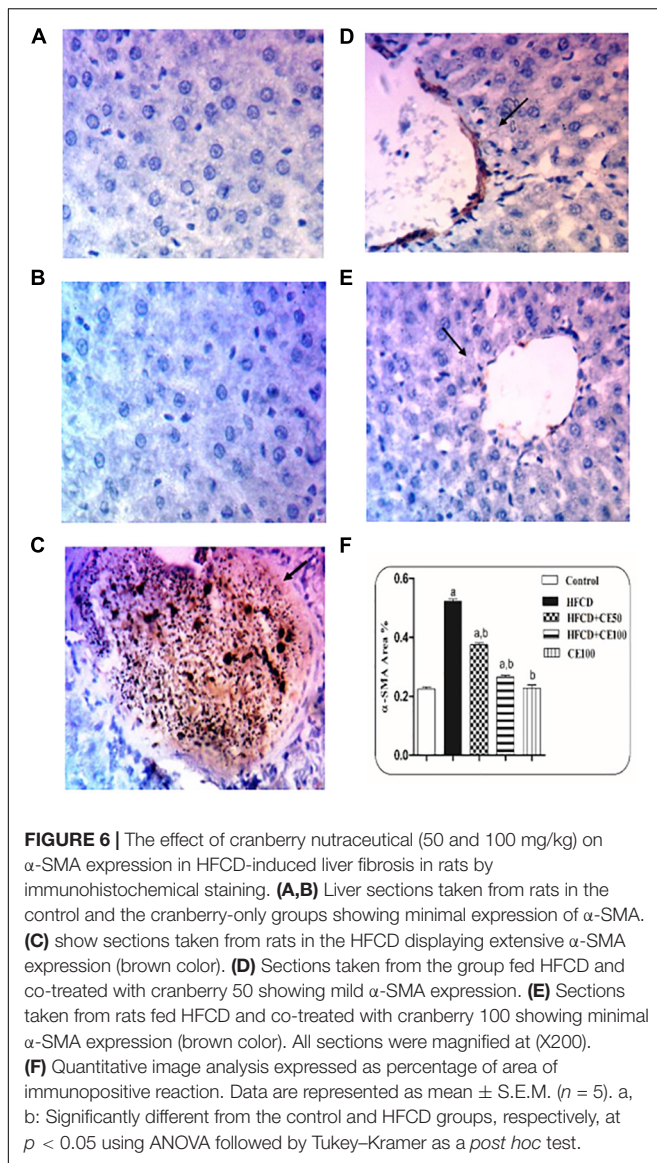 A
D
B
E
C
F
α-SMA Area %
0.6
0.4
0.2
0.0
a
a,b
a,b
b
Control
HFCD
HFCD+CE50
HFCD+CE100
CE100
FIGURE 6 | The effect of cranberry nutraceutical (50 and 100 mg/kg) on
α-SMA expression in HFCD-induced liver fibrosis in rats by
immunohistochemical staining. (A,B) Liver sections taken from rats in the
control and the cranberry-only groups showing minimal expression of α-SMA.
(C) show sections taken from rats in the HFCD displaying extensive α-SMA
expression (brown color). (D) Sections taken from the group fed HFCD and
co-treated with cranberry 50 showing mild α-SMA expression. (E) Sections
taken from rats fed HFCD and co-treated with cranberry 100 showing minimal
α-SMA expression (brown color). All sections were magnified at (X200).
(F) Quantitative image analysis expressed as percentage of area of
immunopositive reaction. Data are represented as mean ± S.E.M. (n = 5). a,
b: Significantly different from the control and HFCD groups, respectively, at
p < 0.05 using ANOVA followed by Tukey–Kramer as a post hoc test.